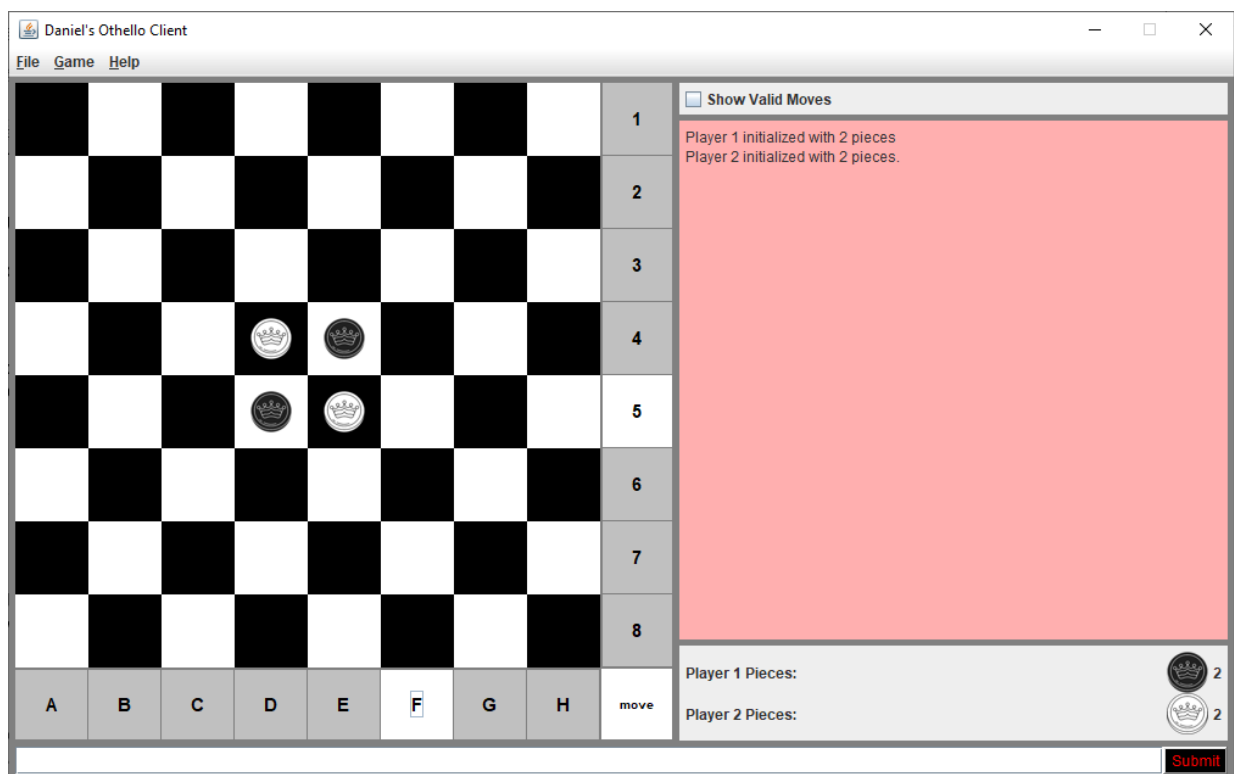 Daniel's Othello Client
File Game Help
1
2
3
4
5
6
7
8
A B C D E F G H move
Show Valid Moves
Player 1 initialized with 2 pieces
Player 2 initialized with 2 pieces.
Player 1 Pieces: 2
Player 2 Pieces: 2
Submit